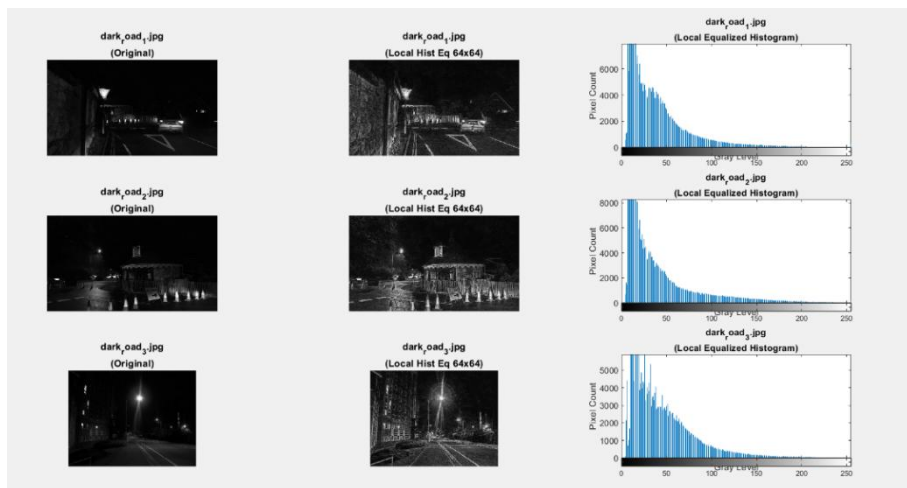 dark_road_1.jpg
(Original)
dark_road_1.jpg
(Local Hist Eq 64x64)
dark_road_1.jpg
(Local Equalized Histogram)
Pixel Count
6000
4000
2000
0
0 50 100 150 200 250
Gray Level
dark_road_2.jpg
(Original)
dark_road_2.jpg
(Local Hist Eq 64x64)
dark_road_2.jpg
(Local Equalized Histogram)
Pixel Count
8000
6000
4000
2000
0
0 50 100 150 200 250
Gray Level
dark_road_3.jpg
(Original)
dark_road_3.jpg
(Local Hist Eq 64x64)
dark_road_3.jpg
(Local Equalized Histogram)
Pixel Count
5000
4000
3000
2000
1000
0
0 50 100 150 200 250
Gray Level